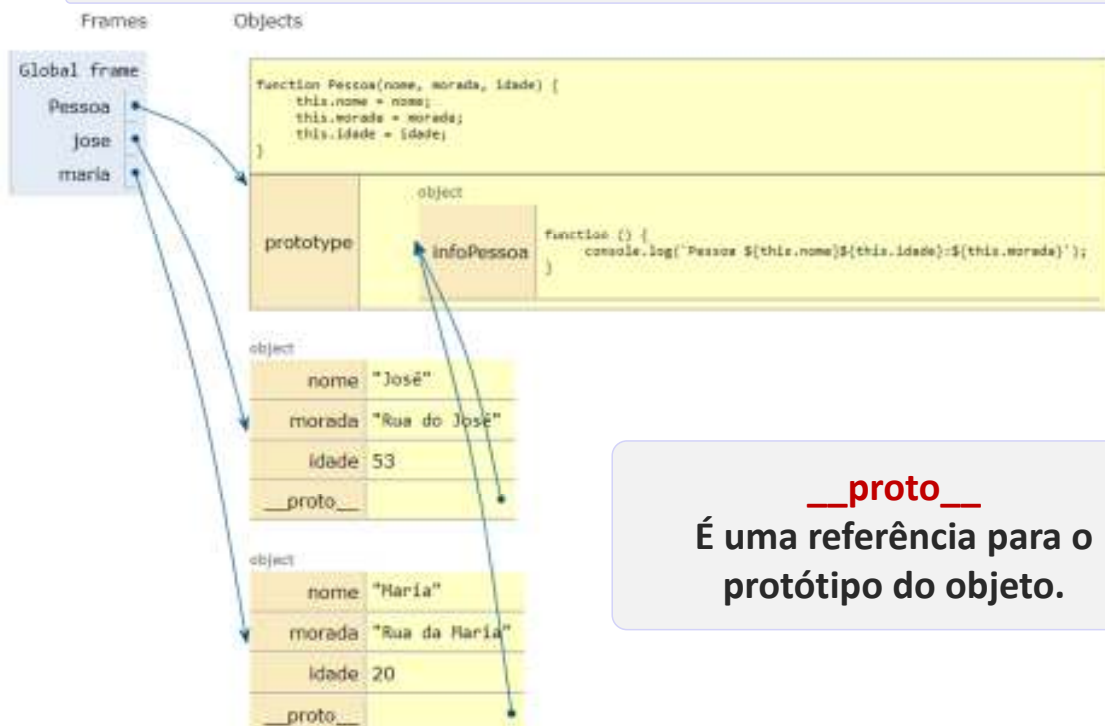 Frames Objects
Global frame
Pessoa
jose
maria
function Pessoa(nome, morada, idade) {
this.nome = nome;
this.morada = morada;
this.idade = idade;
}
prototype
object
infoPessoa
function () {
console.log(`Pessoa ${this.nome}${this.idade}:${this.morada}`);
}
object
nome "José"
morada "Rua do José"
idade 53
__proto__
object
nome "Maria"
morada "Rua da Maria"
idade 20
__proto__
__proto__
É uma referência para o
protótipo do objeto.